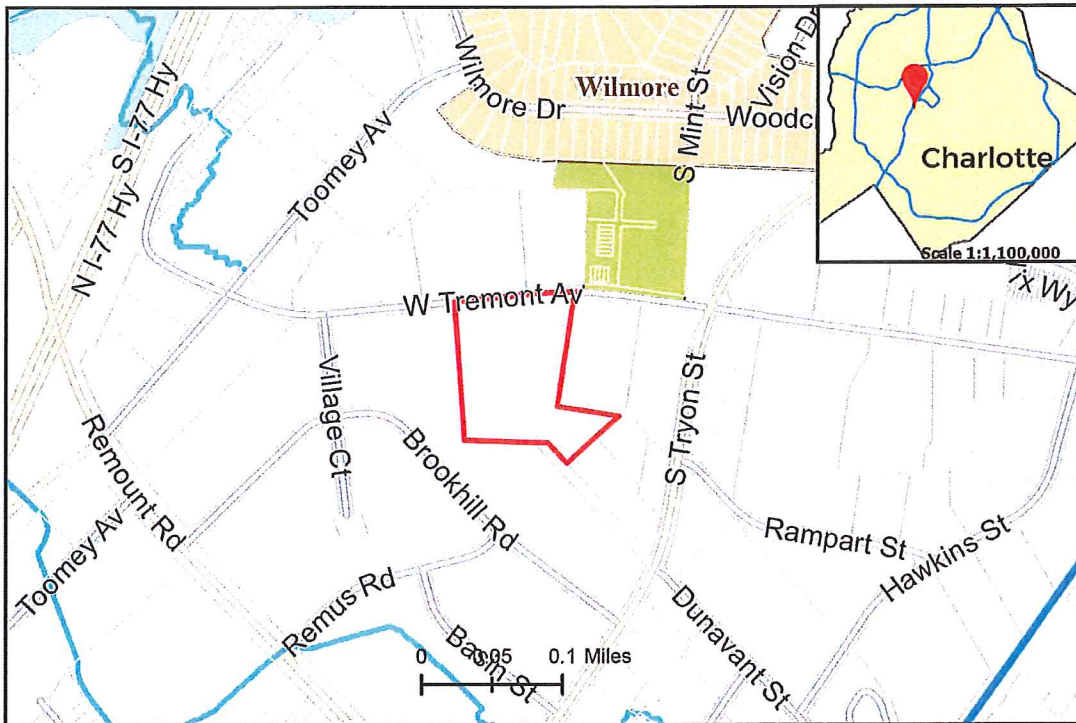 N I-77 Hy
S I-77 Hy
Wilmore Dr
Wilmore
S Mint St
Vision Dr
Woodc
Toomey Av
Charlotte
Scale 1:1,100,000
ix Wy
W Tremont Av
Village Ct
Brookhill Rd
S Tryon St
Remount Rd
Toomey Av
Rampart St
Hawkins St
Remus Rd
Basin St
Dunavant St
0 0.05 0.1 Miles